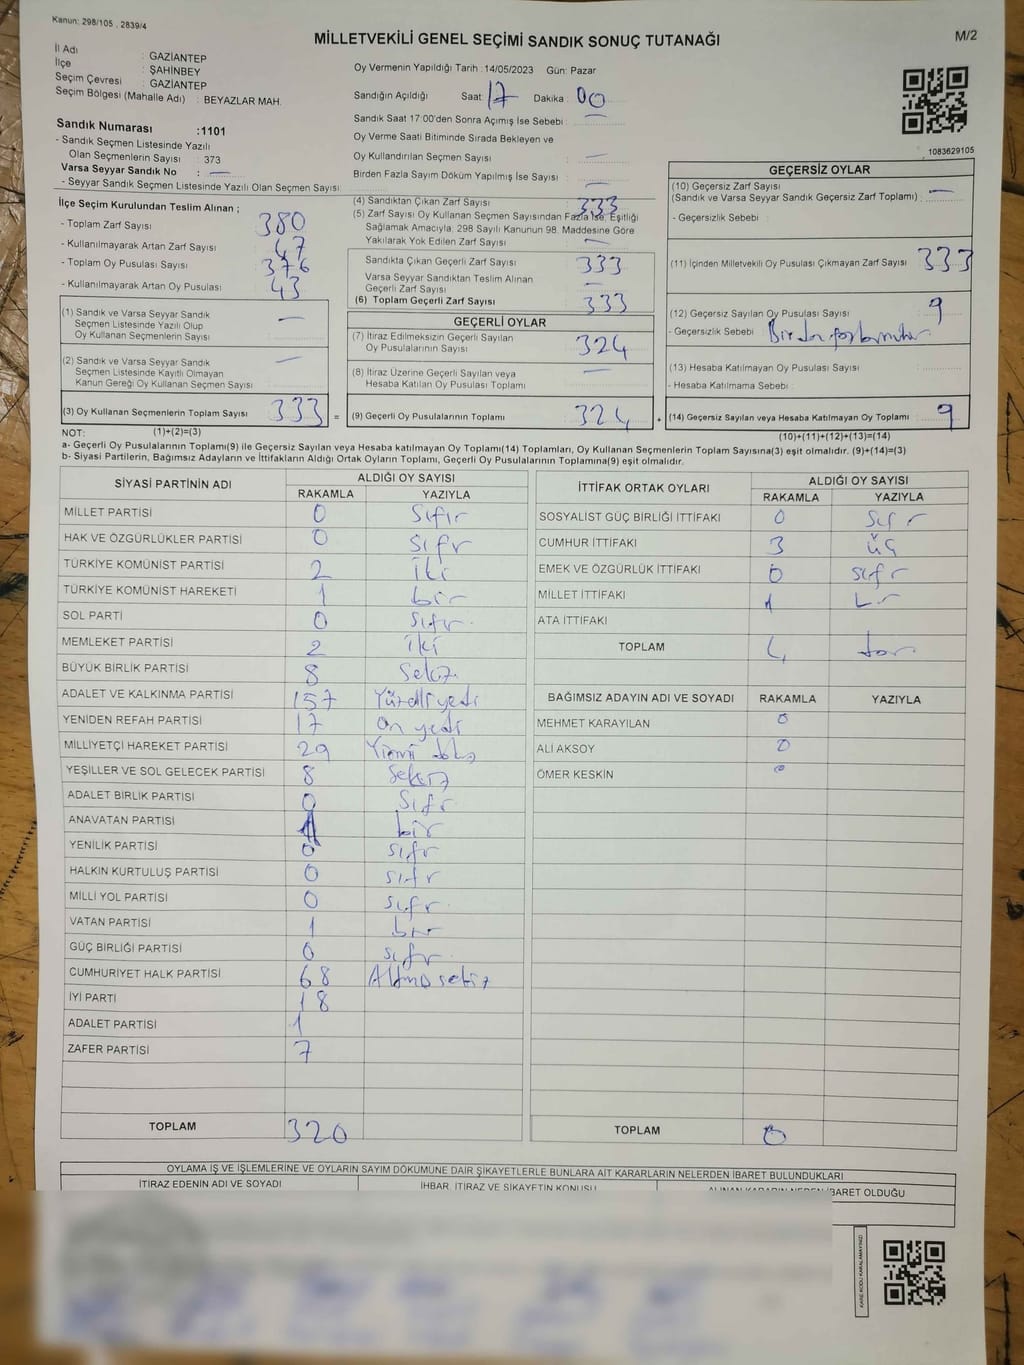 Kanun: 298/105 , 2839/4
MİLLETVEKİLİ GENEL SEÇİMİ SANDIK SONUÇ TUTANAĞI
M/2
İl Adı : GAZİANTEP
İlçe : ŞAHİNBEY
Seçim Çevresi : GAZİANTEP
Seçim Bölgesi (Mahalle Adı) : BEYAZLAR MAH.
Sandık Numarası :1101
- Sandık Seçmen Listesinde Yazılı
Olan Seçmenlerin Sayısı : 373
Varsa Seyyar Sandık No : —
- Seyyar Sandık Seçmen Listesinde Yazılı Olan Seçmen Sayısı:
Oy Vermenin Yapıldığı Tarih :14/05/2023 Gün: Pazar
Sandığın Açıldığı Saat: 17 Dakika : 00
Sandık Saat 17:00'den Sonra Açımış İse Sebebi : —
Oy Verme Saati Bitiminde Sırada Bekleyen ve
Oy Kullandırılan Seçmen Sayısı : —
Birden Fazla Sayım Döküm Yapılmış İse Sayısı : —
1083629105
İlçe Seçim Kurulundan Teslim Alınan ;
- Toplam Zarf Sayısı : 380
- Kullanılmayarak Artan Zarf Sayısı : 47
- Toplam Oy Pusulası Sayısı : 376
- Kullanılmayarak Artan Oy Pusulası : 43
(1) Sandık ve Varsa Seyyar Sandık
Seçmen Listesinde Yazılı Olup
Oy Kullanan Seçmenlerin Sayısı : —
(2) Sandık ve Varsa Seyyar Sandık
Seçmen Listesinde Kayıtlı Olmayan
Kanun Gereği Oy Kullanan Seçmen Sayısı : —
(3) Oy Kullanan Seçmenlerin Toplam Sayısı : 333 =
(4) Sandıktan Çıkan Zarf Sayısı : 333
(5) Zarf Sayısı Oy Kullanan Seçmen Sayısından Fazla İse, Eşitliği
Sağlamak Amacıyla; 298 Sayılı Kanunun 98. Maddesine Göre
Yakılarak Yok Edilen Zarf Sayısı : —
Sandıkta Çıkan Geçerli Zarf Sayısı : 333
Varsa Seyyar Sandıktan Teslim Alınan
Geçerli Zarf Sayısı : —
(6) Toplam Geçerli Zarf Sayısı : 333
GEÇERLİ OYLAR
(7) İtiraz Edilmeksizin Geçerli Sayılan
Oy Pusulalarının Sayısı : 324
(8) İtiraz Üzerine Geçerli Sayılan veya
Hesaba Katılan Oy Pusulası Toplamı : —
(9) Geçerli Oy Pusulalarının Toplamı : 324 +
GEÇERSİZ OYLAR
(10) Geçersiz Zarf Sayısı
(Sandık ve Varsa Seyyar Sandık Geçersiz Zarf Toplamı) : —
- Geçersizlik Sebebi :
(11) İçinden Milletvekili Oy Pusulası Çıkmayan Zarf Sayısı : 333
(12) Geçersiz Sayılan Oy Pusulası Sayısı : 9
- Geçersizlik Sebebi :
(13) Hesaba Katılmayan Oy Pusulası Sayısı :
- Hesaba Katılmama Sebebi :
(14) Geçersiz Sayılan veya Hesaba Katılmayan Oy Toplamı : 9
NOT: (1)+(2)=(3)
(10)+(11)+(12)+(13)=(14)
a- Geçerli Oy Pusulalarının Toplamı(9) ile Geçersiz Sayılan veya Hesaba katılmayan Oy Toplamı(14) Toplamları, Oy Kullanan Seçmenlerin Toplam Sayısına(3) eşit olmalıdır. (9)+(14)=(3)
b- Siyasi Partilerin, Bağımsız Adayların ve İttifakların Aldığı Ortak Oyların Toplamı, Geçerli Oy Pusulalarının Toplamına(9) eşit olmalıdır.
SİYASİ PARTİNİN ADI ALDIĞI OY SAYISI
RAKAMLA YAZIYLA
MİLLET PARTİSİ 0 Sıfır
HAK VE ÖZGÜRLÜKLER PARTİSİ 0 Sıfr
TÜRKİYE KOMÜNİST PARTİSİ 2 İki
TÜRKİYE KOMÜNİST HAREKETİ 1 bir
SOL PARTİ 0 sıfır
MEMLEKET PARTİSİ 2 iki
BÜYÜK BİRLİK PARTİSİ 8 Sekiz
ADALET VE KALKINMA PARTİSİ 157 Yüzelliyedi
YENİDEN REFAH PARTİSİ 17 on yedi
MİLLİYETÇİ HAREKET PARTİSİ 29
YEŞİLLER VE SOL GELECEK PARTİSİ 8 Sekiz
ADALET BİRLİK PARTİSİ 0 Sıfr
ANAVATAN PARTİSİ 1 bir
YENİLİK PARTİSİ 0 sıfr
HALKIN KURTULUŞ PARTİSİ 0 sıfr
MİLLİ YOL PARTİSİ 0 sıfr
VATAN PARTİSİ 1 bir
GÜÇ BİRLİĞİ PARTİSİ 0 sıfr
CUMHURİYET HALK PARTİSİ 68 Altmışsekiz
İYİ PARTİ 18
ADALET PARTİSİ 1
ZAFER PARTİSİ 7
TOPLAM 320
İTTİFAK ORTAK OYLARI ALDIĞI OY SAYISI
RAKAMLA YAZIYLA
SOSYALİST GÜÇ BİRLİĞİ İTTİFAKI 0 Sıfr
CUMHUR İTTİFAKI 3 üç
EMEK VE ÖZGÜRLÜK İTTİFAKI 0 sıfr
MİLLET İTTİFAKI 1 bir
ATA İTTİFAKI
TOPLAM 4
BAĞIMSIZ ADAYIN ADI VE SOYADI RAKAMLA YAZIYLA
MEHMET KARAYILAN 0
ALİ AKSOY 0
ÖMER KESKİN 0
TOPLAM 0
OYLAMA İŞ VE İŞLEMLERİNE VE OYLARIN SAYIM DÖKÜMÜNE DAİR ŞİKAYETLERLE BUNLARA AİT KARARLARIN NELERDEN İBARET BULUNDUKLARI
İTİRAZ EDENİN ADI VE SOYADI
İHBAR, İTİRAZ VE ŞİKAYETİN KONUSU
ALINAN KARARIN NEDEN İBARET OLDUĞU
KARE KODU KARALAMAYINIZ!